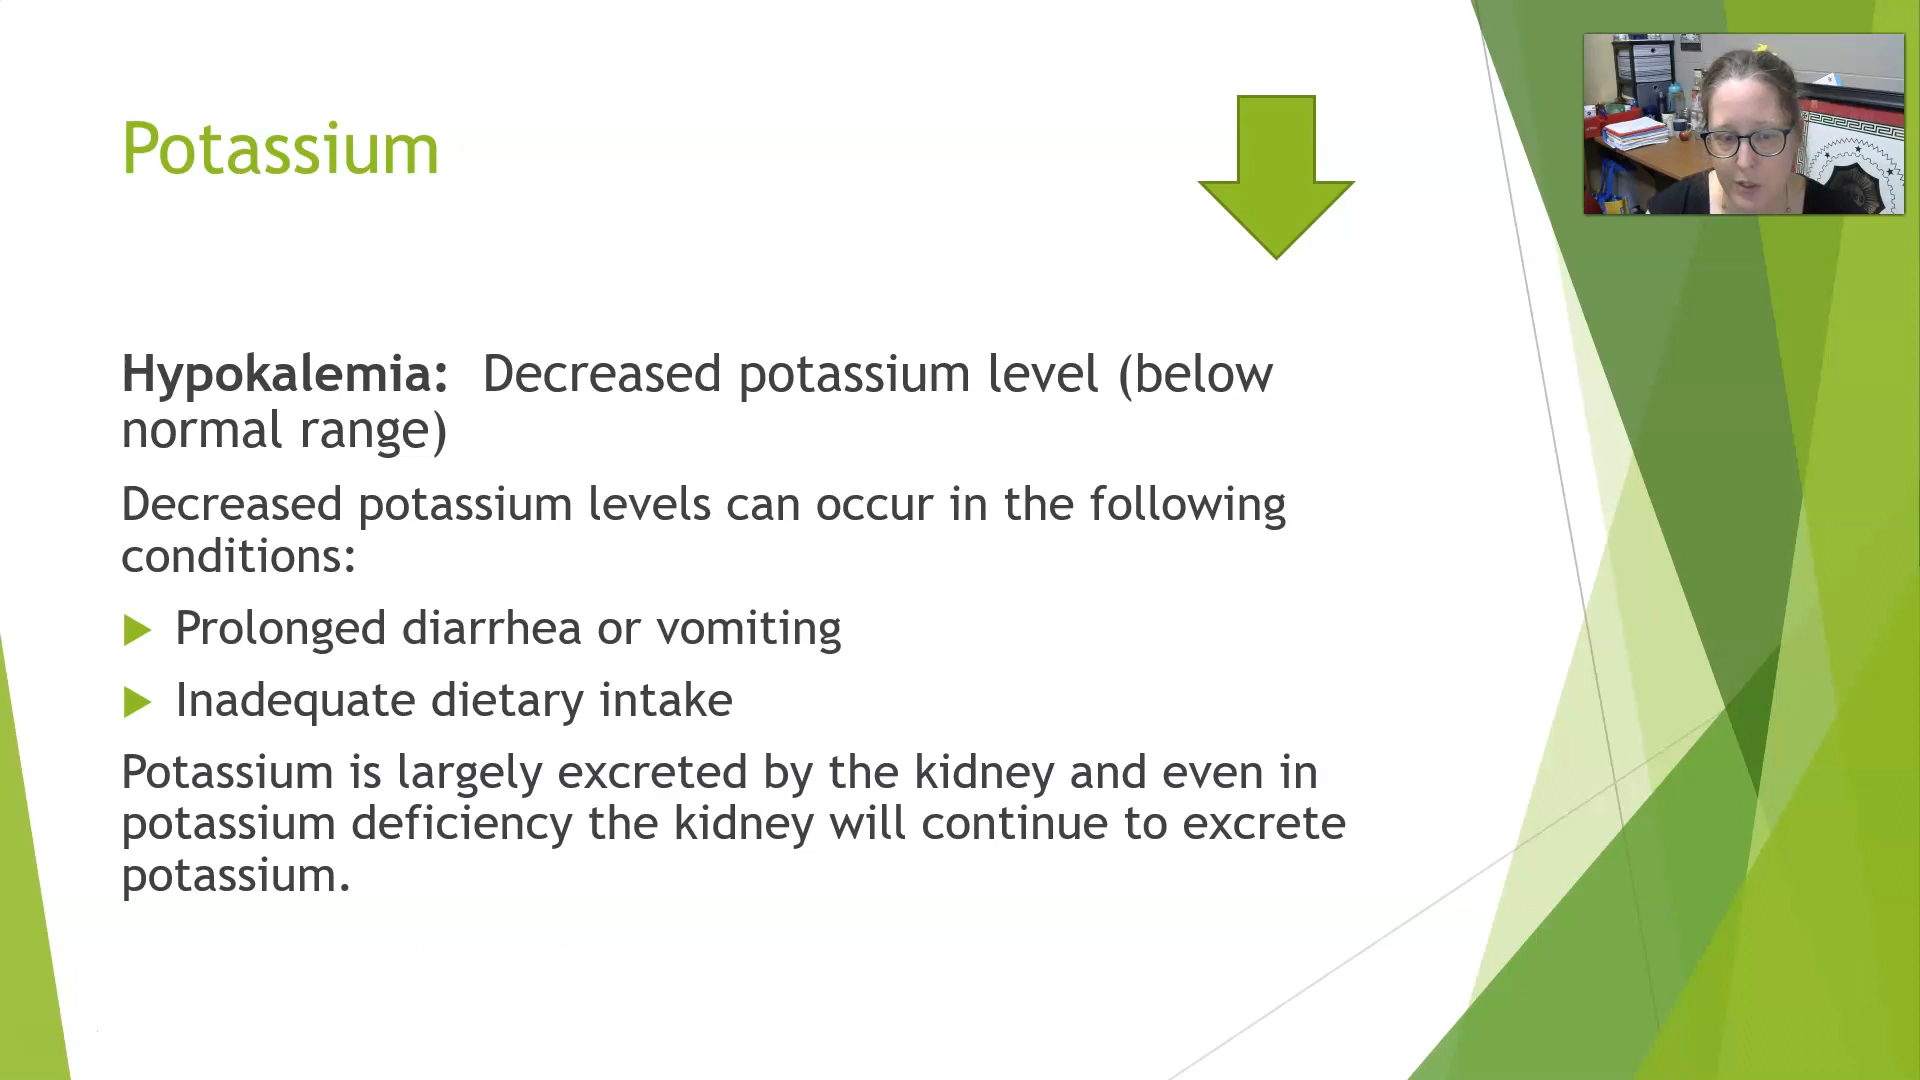 Potassium
Hypokalemia: Decreased potassium level (below
normal range)
Decreased potassium levels can occur in the following
conditions:
Prolonged diarrhea or vomiting
Inadequate dietary intake
Potassium is largely excreted by the kidney and even in
potassium deficiency the kidney will continue to excrete
potassium.